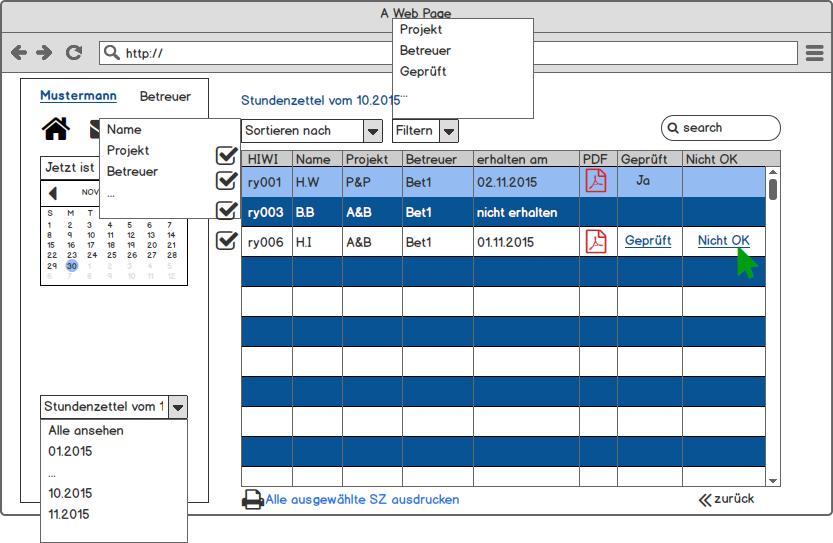 A Web Page
http://
Projekt
Betreuer
Geprüft
...
Mustermann Betreuer
Stundenzettel vom 10.2015
Sortieren nach
Filtern
search
Name
Projekt
Betreuer
...
Jetzt ist
NOV
S M T
1 2 3 4 5 6 7
8 9 10 11 12 13 14
15 16 17 18 19 20 21
22 23 24 25 26 27 28
29 30 1 2 3 4 5
6 7 8 9 10 11 12
HIWI Name Projekt Betreuer erhalten am PDF Geprüft Nicht OK
ry001 H.W P&P Bet1 02.11.2015 Ja
ry003 B.B A&B Bet1 nicht erhalten
ry006 H.I A&B Bet1 01.11.2015 Geprüft Nicht OK
Stundenzettel vom 1
Alle ansehen
01.2015
...
10.2015
11.2015
Alle ausgewählte SZ ausdrucken
zurück